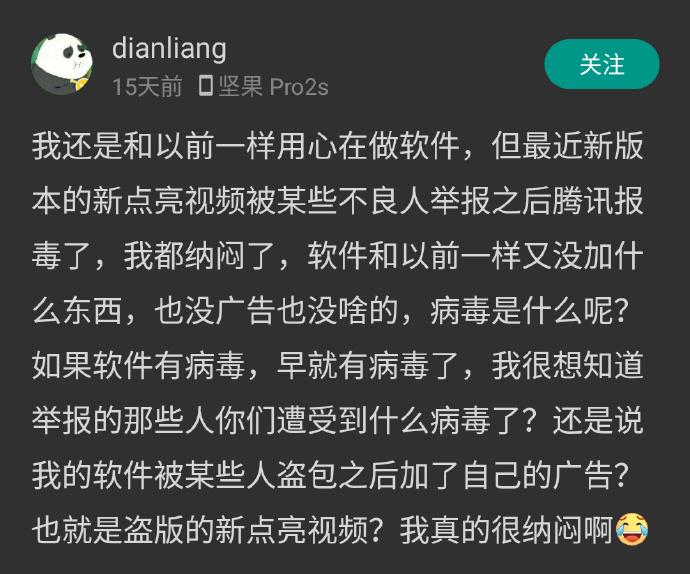 dianliang
关注
15天前 坚果 Pro2s
我还是和以前一样用心在做软件，但最近新版
本的新点亮视频被某些不良人举报之后腾讯报
毒了，我都纳闷了，软件和以前一样又没加什
么东西，也没广告也没啥的，病毒是什么呢？
如果软件有病毒，早就有病毒了，我很想知道
举报的那些人你们遭受到什么病毒了？还是说
我的软件被某些人盗包之后加了自己的广告？
也就是盗版的新点亮视频？我真的很纳闷啊😂